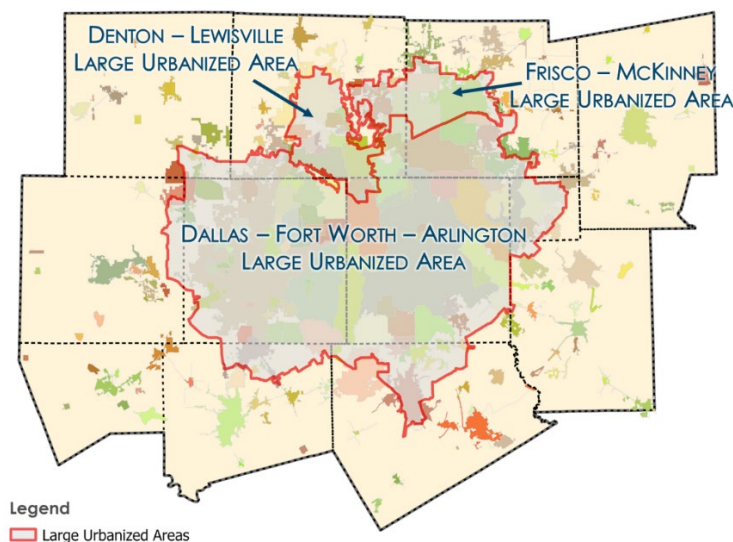 DENTON – LEWISVILLE
LARGE URBANIZED AREA
FRISCO – MCKINNEY
LARGE URBANIZED AREA
DALLAS – FORT WORTH – ARLINGTON
LARGE URBANIZED AREA
Legend
Large Urbanized Areas